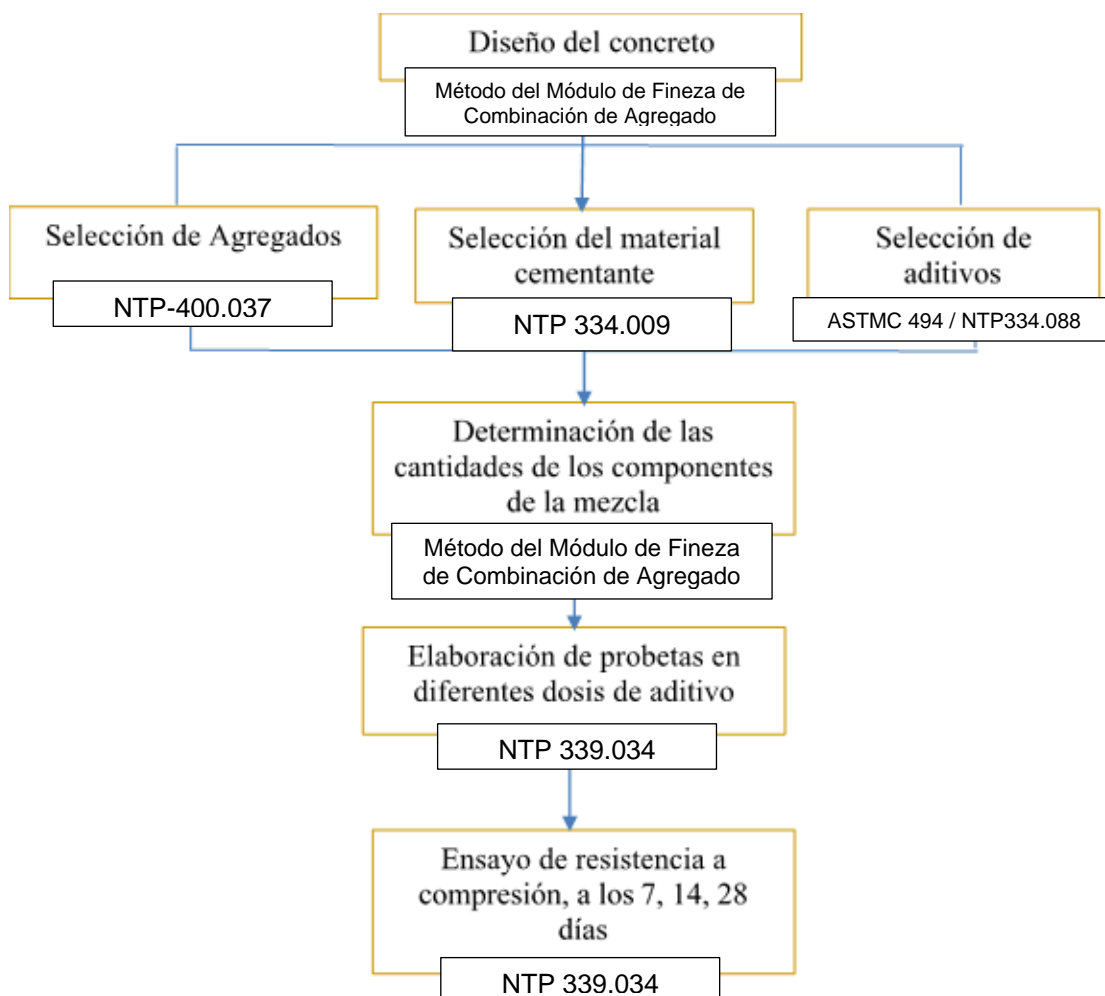 Diseño del concreto
Método del Módulo de Fineza de
Combinación de Agregado
Selección de Agregados
NTP-400.037
Selección del material
cementante
NTP 334.009
Selección de
aditivos
ASTMC 494 / NTP334.088
Determinación de las
cantidades de los componentes
de la mezcla
Método del Módulo de Fineza
de Combinación de Agregado
Elaboración de probetas en
diferentes dosis de aditivo
NTP 339.034
Ensayo de resistencia a
compresión, a los 7, 14, 28
días
NTP 339.034